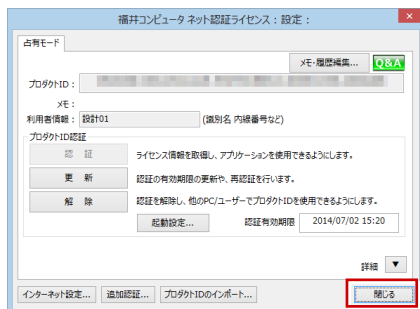 福井コンピュータ ネット認証ライセンス：設定：
占有モード
メモ・履歴編集... Q&A
プロダクトID：
メモ：
利用者情報： 設計01 (識別名 内線番号など)
プロダクトID認証
認 証 ライセンス情報を取得し、アプリケーションを使用できるようにします。
更 新 認証の有効期限の更新や、再認証を行います。
解 除 認証を解除し、他のPC/ユーザーでプロダクトIDを使用できるようにします。
起動設定... 認証有効期限 2014/07/02 15:20
詳細 ▼
インターネット設定... 追加認証... プロダクトIDのインポート... 閉じる